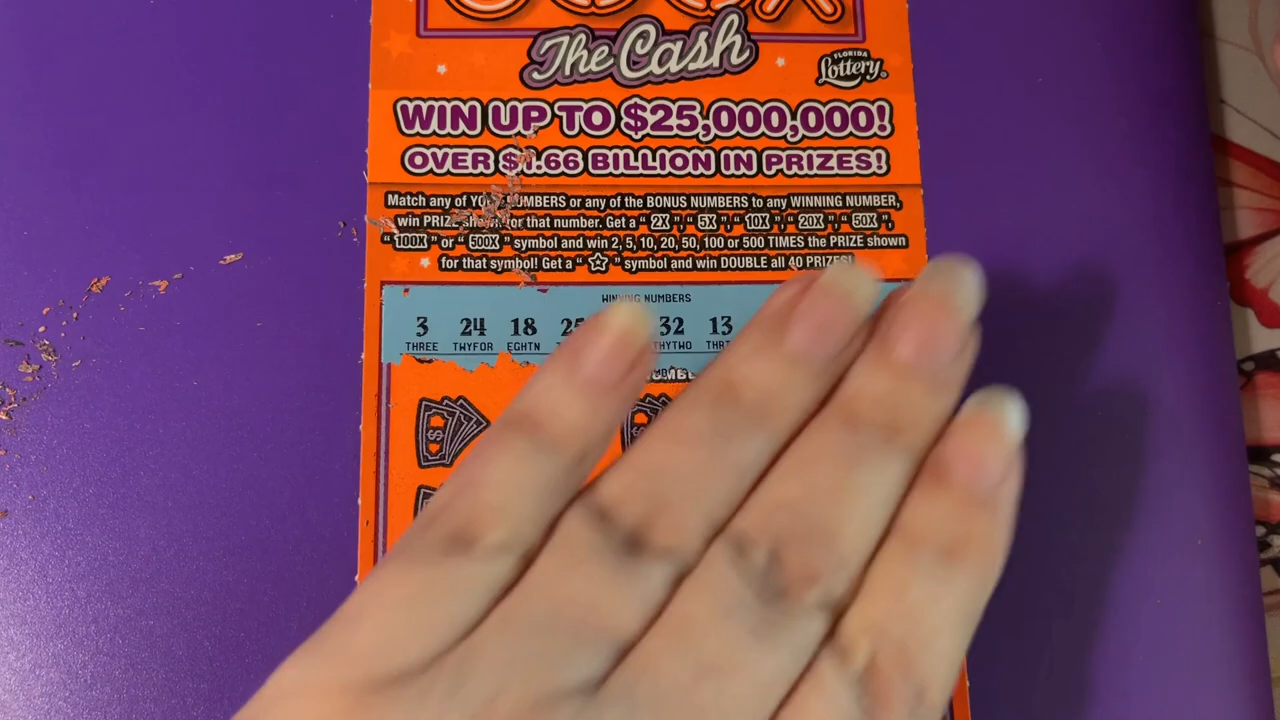 The Cash
FLORIDA
Lottery
WIN UP TO $25,000,000!
OVER $1.66 BILLION IN PRIZES!
Match any of YOUR NUMBERS or any of the BONUS NUMBERS to any WINNING NUMBER,
win PRIZE shown for that number. Get a "2X", "5X", "10X", "20X", "50X",
"100X" or "500X" symbol and win 2, 5, 10, 20, 50, 100 or 500 TIMES the PRIZE shown
for that symbol! Get a "☆" symbol and win DOUBLE all 40 PRIZES!
WINNING NUMBERS
3 24 18 32 13
THREE TWYFOR EGHTN